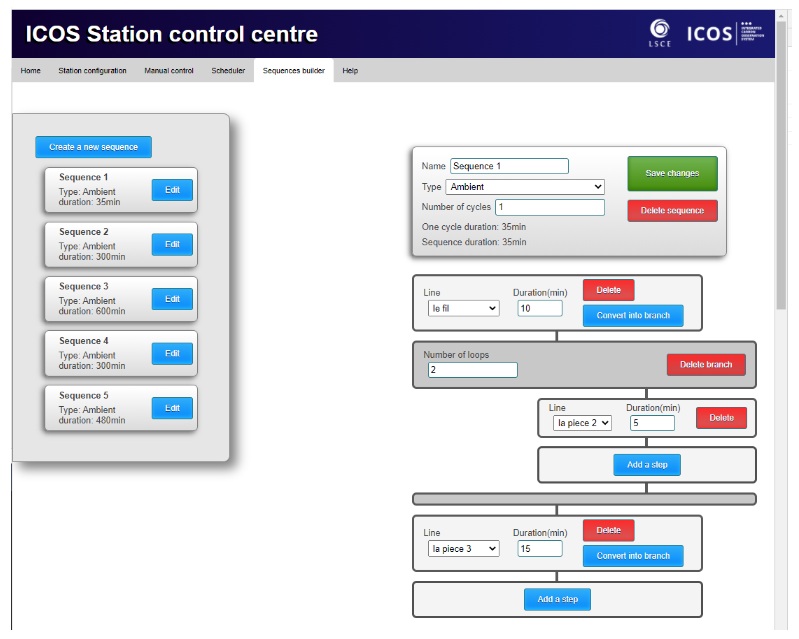 ICOS Station control centre
LSCE
ICOS
INTEGRATED
CARBON
OBSERVATION
SYSTEM
Home Station configuration Manual control Scheduler Sequences builder Help
Create a new sequence
Sequence 1
Type: Ambient
duration: 35min
Edit
Sequence 2
Type: Ambient
duration: 300min
Edit
Sequence 3
Type: Ambient
duration: 600min
Edit
Sequence 4
Type: Ambient
duration: 300min
Edit
Sequence 5
Type: Ambient
duration: 480min
Edit
Name Sequence 1
Type Ambient
Number of cycles 1
One cycle duration: 35min
Sequence duration: 35min
Save changes
Delete sequence
Line Duration(min)
le fil 10
Delete
Convert into branch
Number of loops
2
Delete branch
Line Duration(min)
la piece 2 5
Delete
Add a step
Line Duration(min)
la piece 3 15
Delete
Convert into branch
Add a step